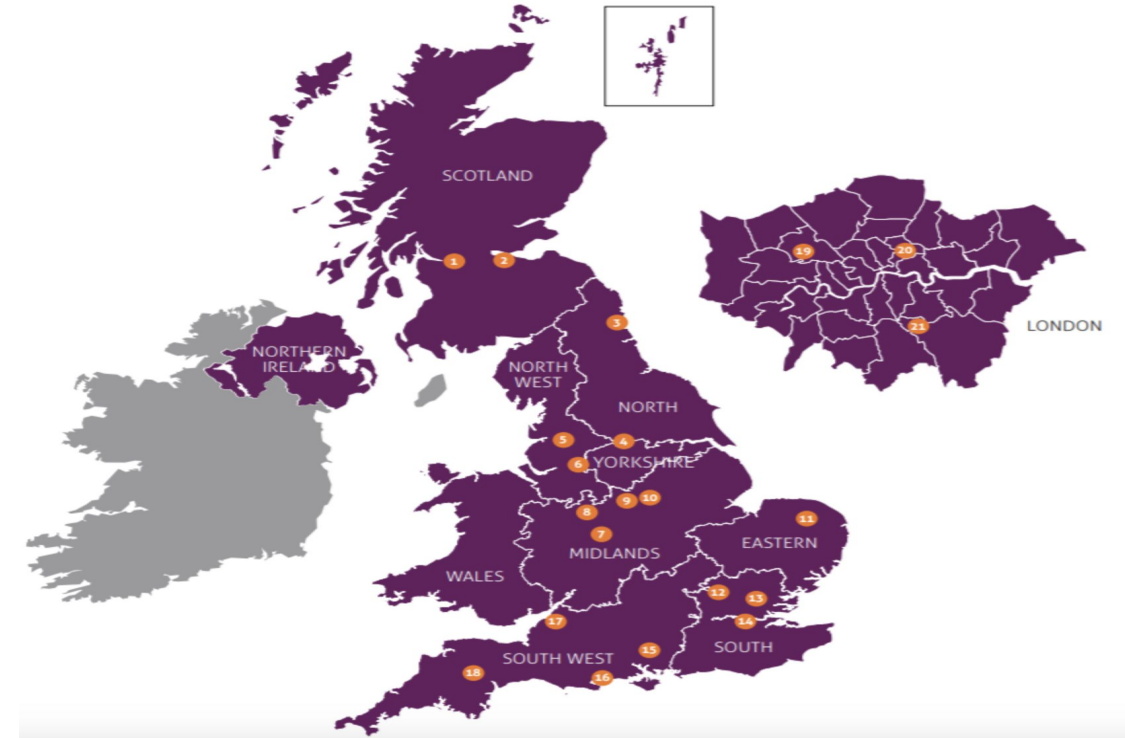 SCOTLAND
19
20
1
2
3
21
LONDON
NORTHERN
IRELAND
NORTH
WEST
NORTH
5
4
6
YORKSHIRE
9
10
8
11
7
EASTERN
MIDLANDS
WALES
12
13
17
14
SOUTH
15
SOUTH WEST
18
16